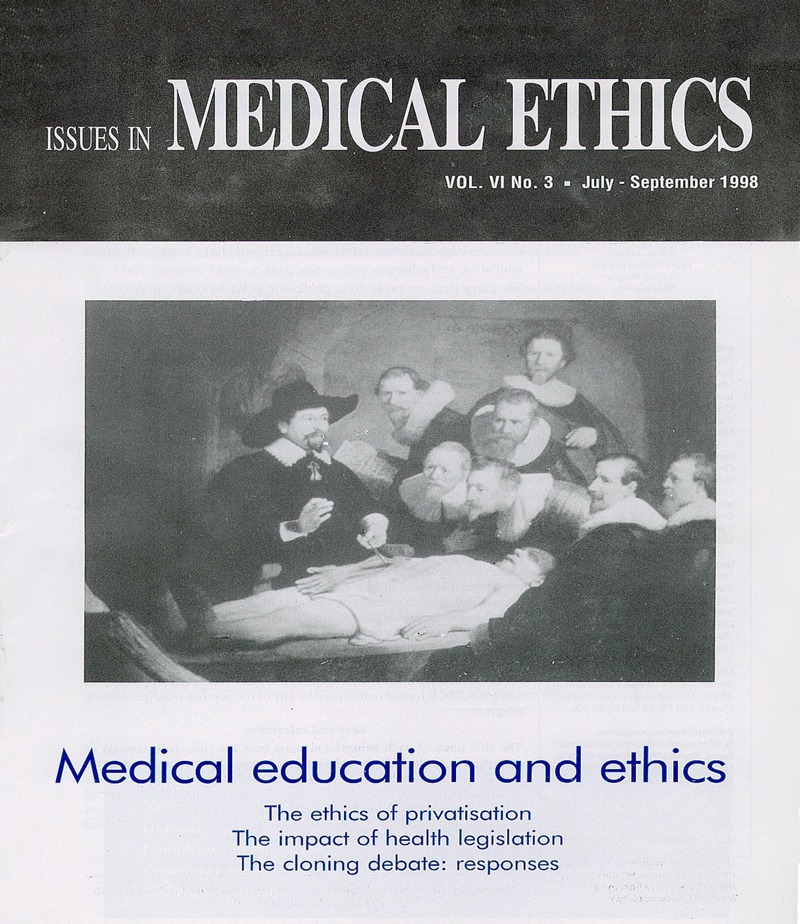 ISSUES IN MEDICAL ETHICS
VOL. VI No. 3 ▪ July - September 1998
Medical education and ethics
The ethics of privatisation
The impact of health legislation
The cloning debate: responses